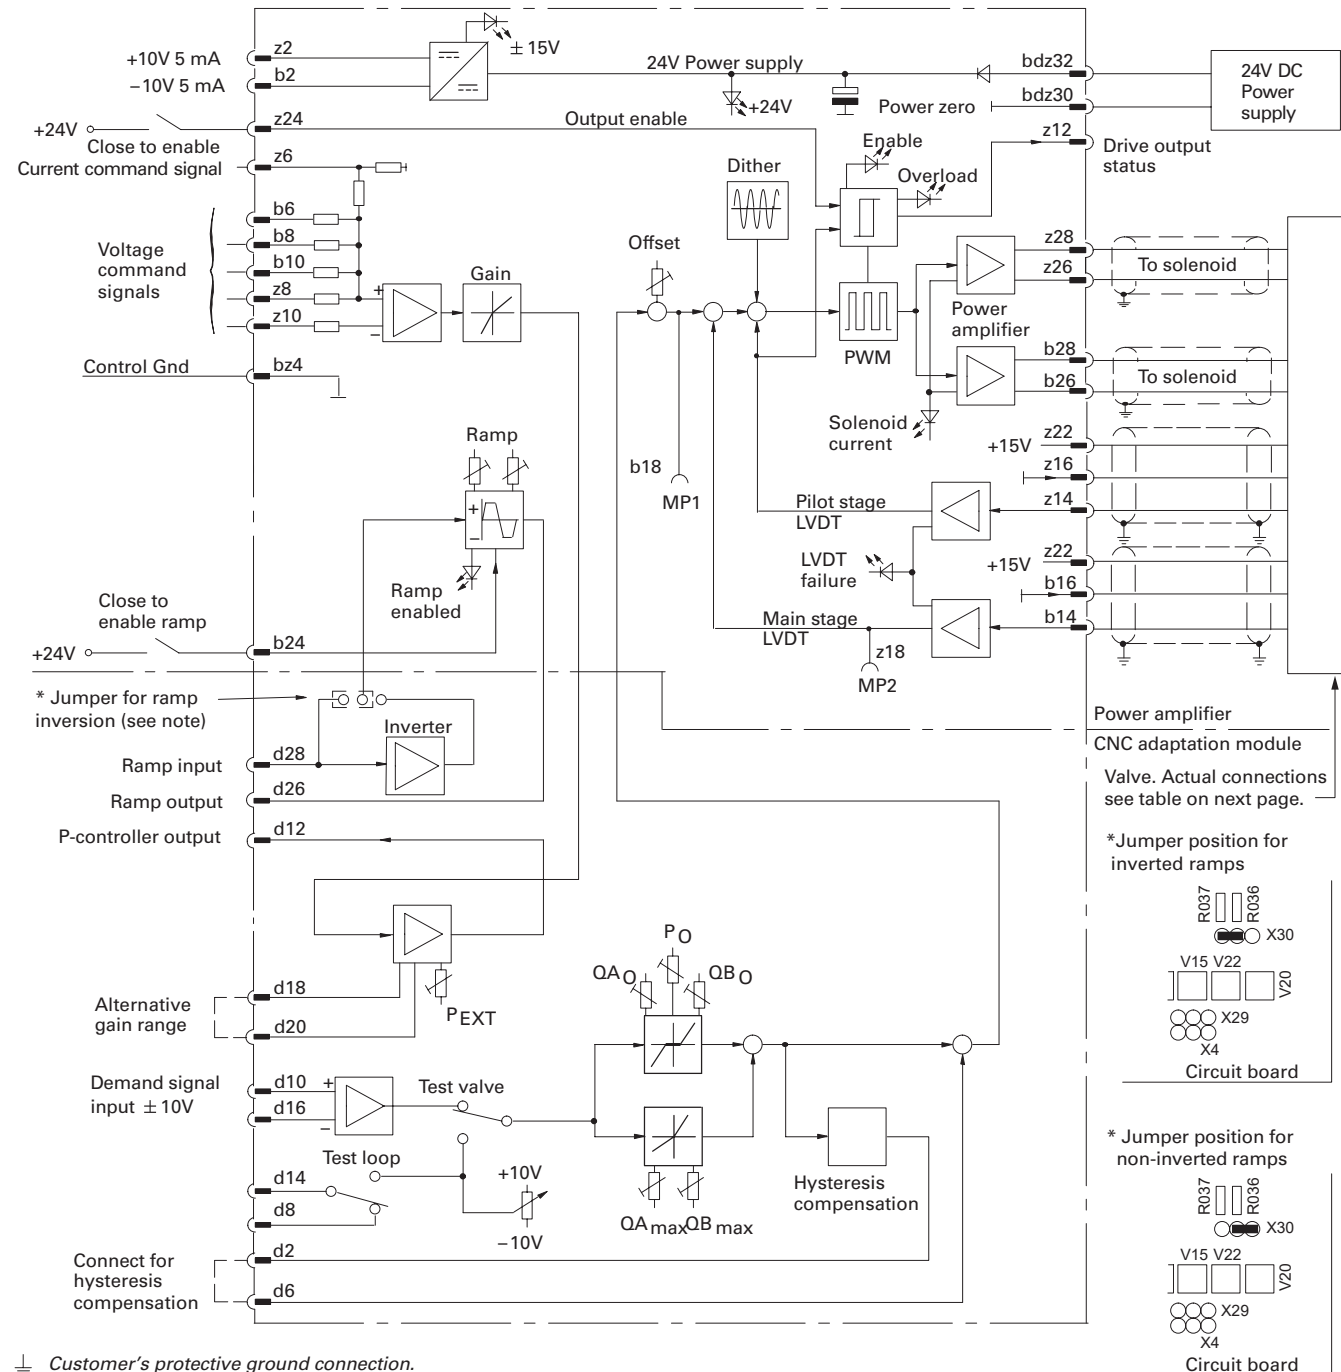 +10V 5 mA
−10V 5 mA
z2
b2
± 15V
24V Power supply
+24V
bdz32
bdz30
Power zero
24V DC
Power
supply
+24V
Close to enable
z24
Output enable
z12
Drive output
status
Current command signal
z6
Enable
Overload
Dither
Voltage
command
signals
b6
b8
b10
z8
z10
+
−
Gain
Offset
PWM
Power
amplifier
z28
z26
To solenoid
b28
b26
To solenoid
Control Gnd
bz4
Solenoid
current
b18
MP1
+15V
z22
z16
z14
Pilot stage
LVDT
LVDT
failure
+15V
z22
b16
b14
Main stage
LVDT
z18
MP2
Ramp
+
−
Ramp
enabled
Close to
enable ramp
+24V
b24
* Jumper for ramp
inversion (see note)
Inverter
Power amplifier
CNC adaptation module
Valve. Actual connections
see table on next page.
Ramp input
d28
Ramp output
d26
P-controller output
d12
*Jumper position for
inverted ramps
R037
R036
X30
V15 V22
V20
X29
X4
Circuit board
Alternative
gain range
d18
d20
PEXT
PO
QAO
QBO
Demand signal
input ± 10V
d10
d16
+
−
Test valve
Test loop
d14
d8
+10V
−10V
QAmax
QBmax
Hysteresis
compensation
Connect for
hysteresis
compensation
d2
d6
* Jumper position for
non-inverted ramps
R037
R036
X30
V15 V22
V20
X29
X4
Circuit board
Customer's protective ground connection.